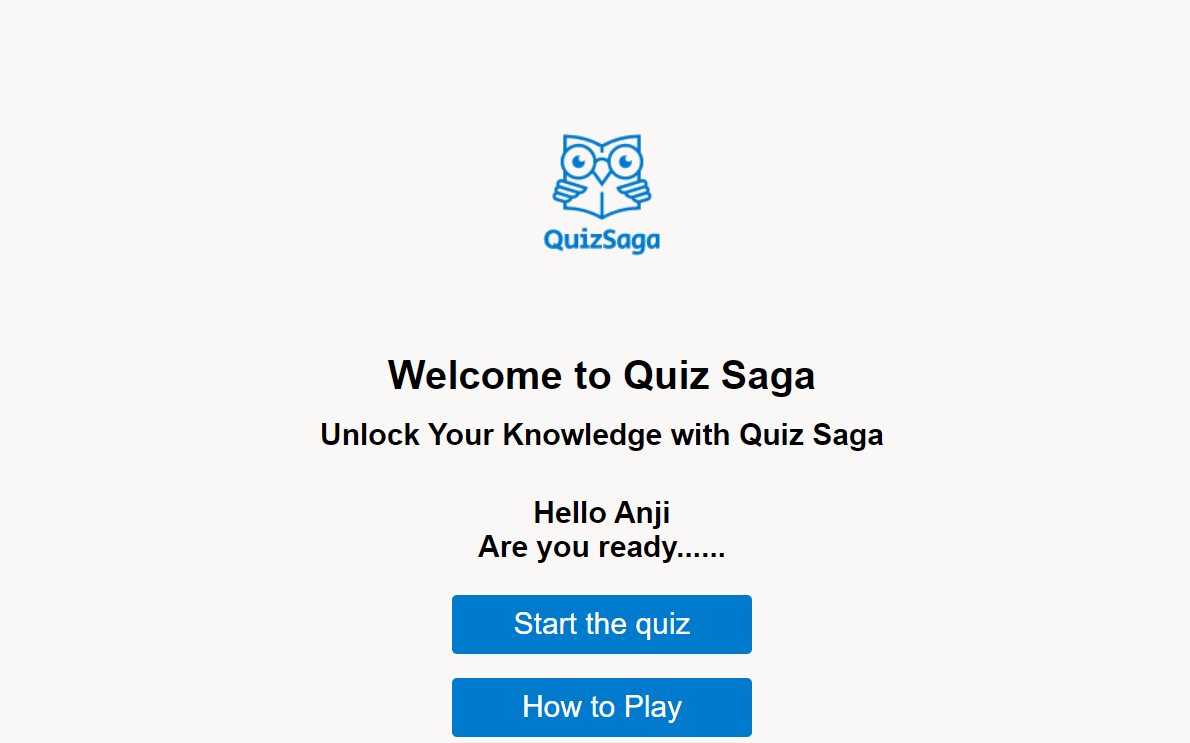 QuizSaga
Welcome to Quiz Saga
Unlock Your Knowledge with Quiz Saga
Hello Anji
Are you ready......
Start the quiz
How to Play